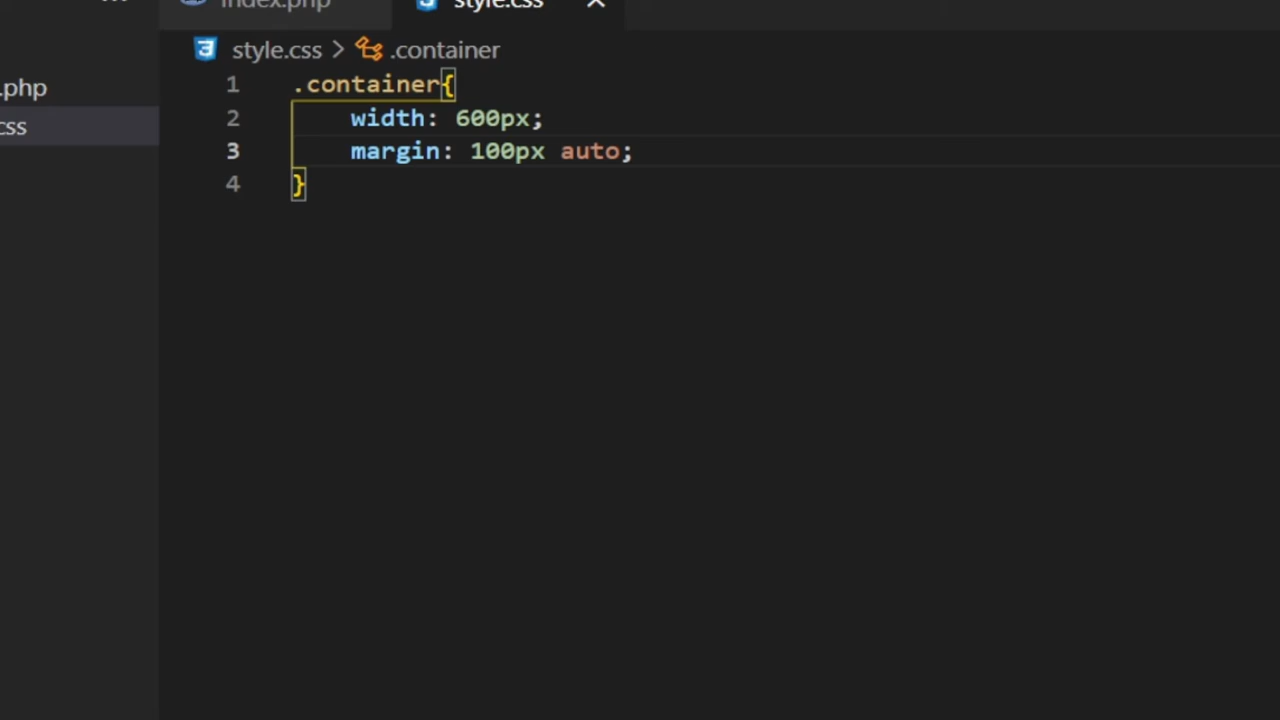 index.php style.css
style.css > .container
.php
css
1 .container{
2 width: 600px;
3 margin: 100px auto;
4 }